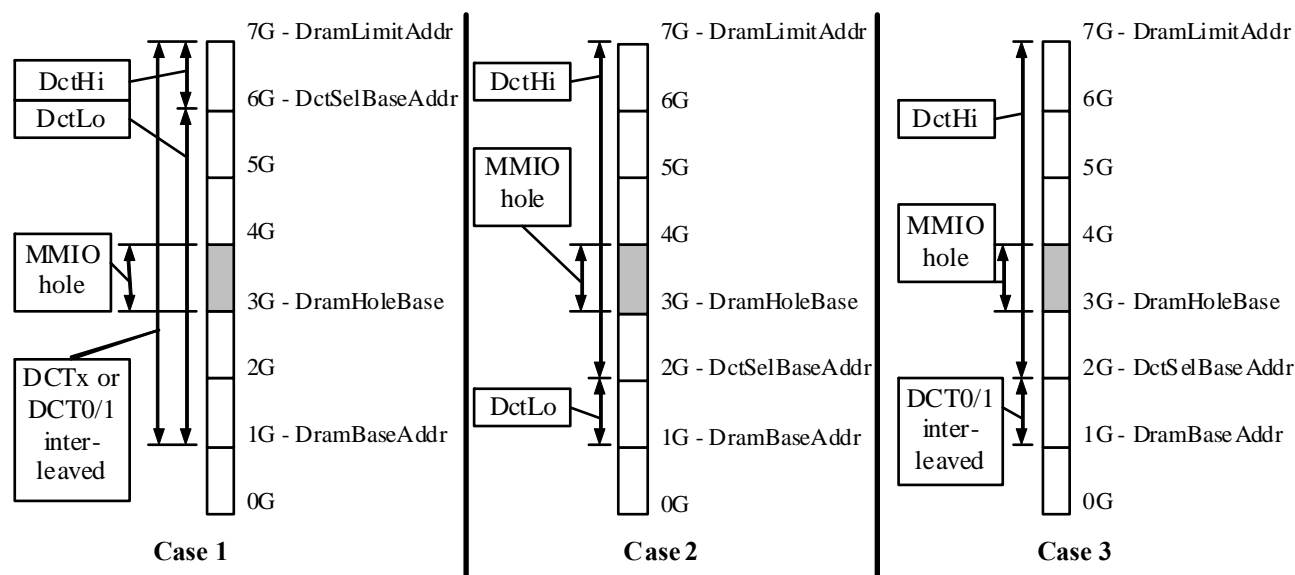 7G - DramLimitAddr
DctHi
6G - DctSelBaseAddr
DctLo
5G
4G
MMIO
hole
3G - DramHoleBase
2G
DCTx or
DCT0/1
inter-
leaved
1G - DramBaseAddr
0G
Case 1
7G - DramLimitAddr
DctHi
6G
MMIO
hole
5G
4G
3G - DramHoleBase
2G - DctSelBaseAddr
DctLo
1G - DramBaseAddr
0G
Case 2
7G - DramLimitAddr
6G
DctHi
5G
MMIO
hole
4G
3G - DramHoleBase
2G - DctSelBaseAddr
DCT0/1
inter-
leaved
1G - DramBaseAddr
0G
Case 3